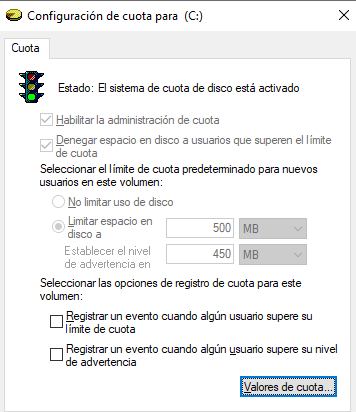 Configuración de cuota para (C:)
Cuota
Estado: El sistema de cuota de disco está activado
Habilitar la administración de cuota
Denegar espacio en disco a usuarios que superen el límite
de cuota
Seleccionar el límite de cuota predeterminado para nuevos
usuarios en este volumen:
No limitar uso de disco
Limitar espacio en
disco a
500 MB
Establecer el nivel
de advertencia en
450 MB
Seleccionar las opciones de registro de cuota para este
volumen:
Registrar un evento cuando algún usuario supere su
límite de cuota
Registrar un evento cuando algún usuario supere su nivel
de advertencia
Valores de cuota...